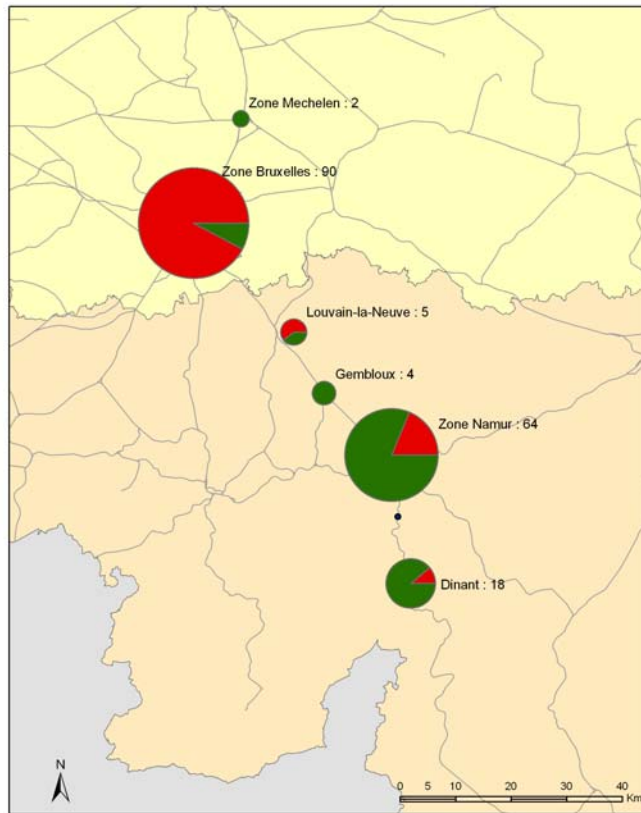 Zone Mechelen : 2
Zone Bruxelles : 90
Louvain-la-Neuve : 5
Gembloux : 4
Zone Namur : 64
Dinant : 18
N
0 5 10 20 30 40
Km